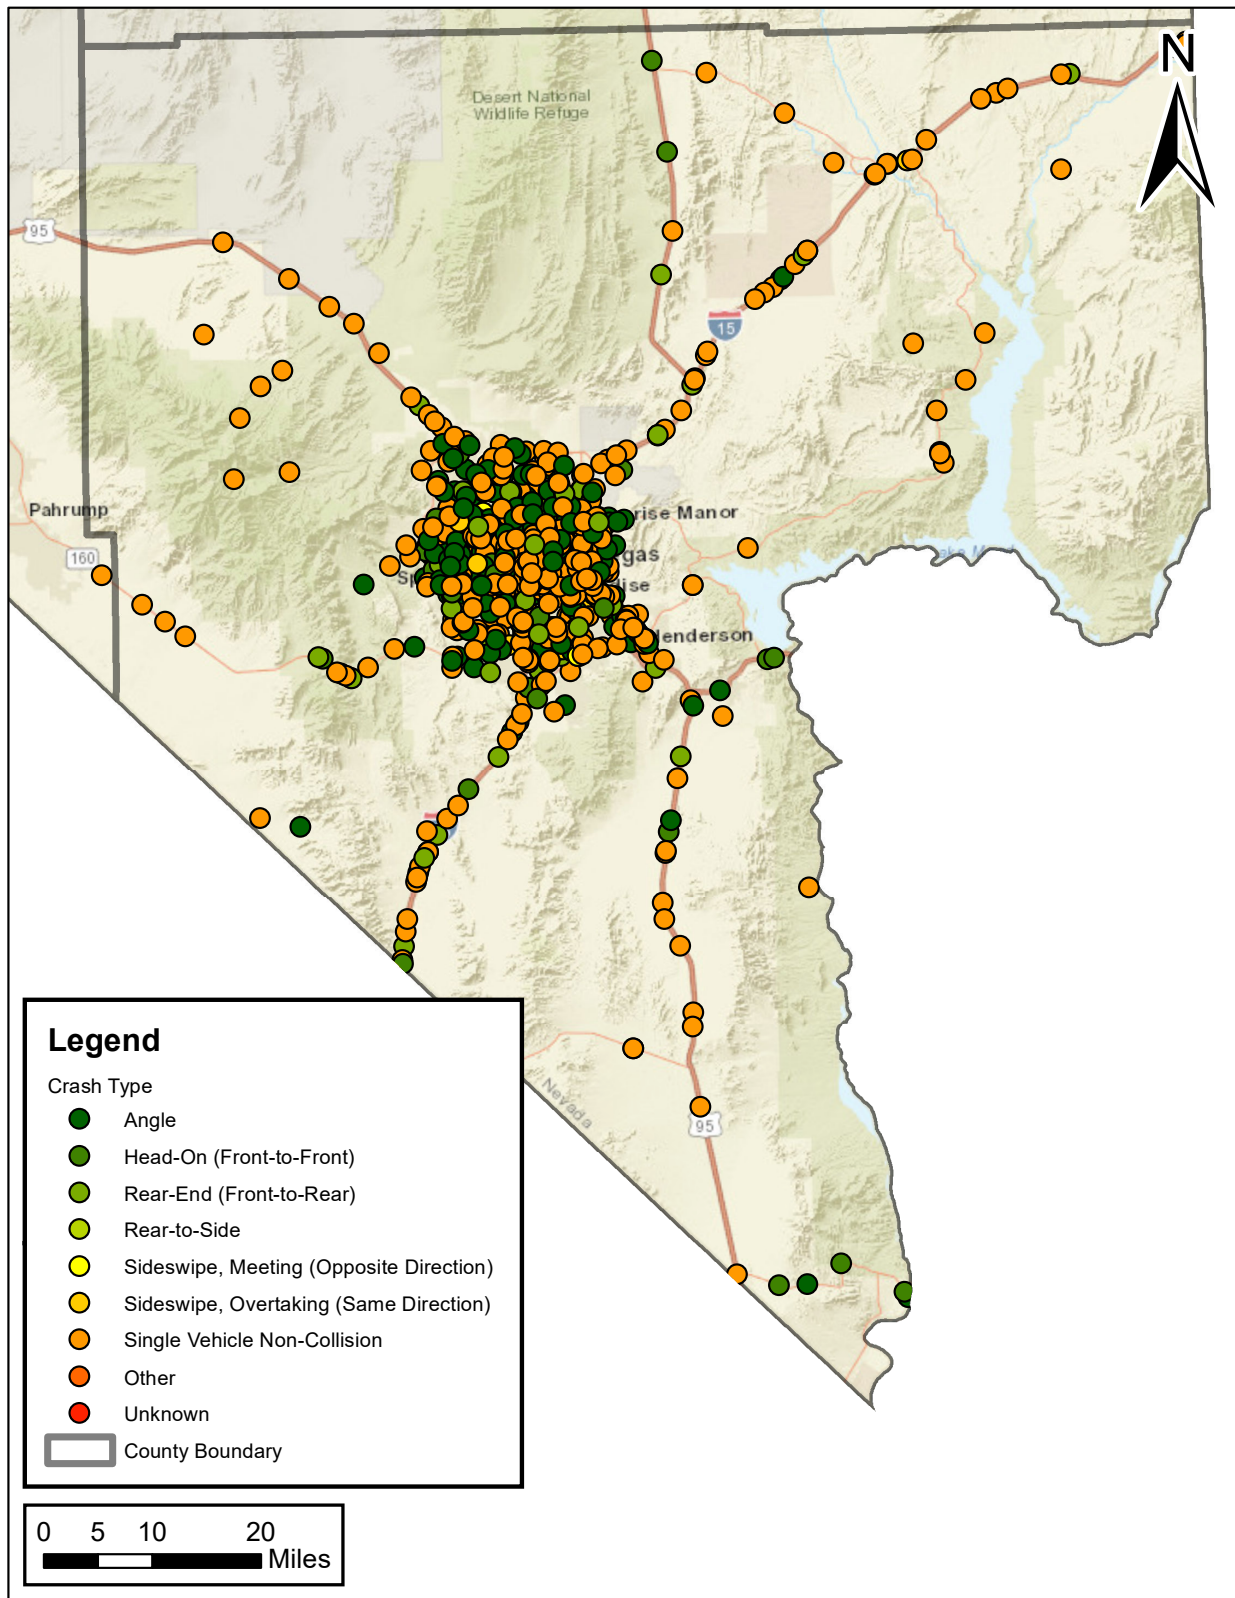 N
Desert National
Wildlife Refuge
95
15
Pahrump
rise Manor
160
gas
Sp
ise
Henderson
Nevada
95
Legend
Crash Type
Angle
Head-On (Front-to-Front)
Rear-End (Front-to-Rear)
Rear-to-Side
Sideswipe, Meeting (Opposite Direction)
Sideswipe, Overtaking (Same Direction)
Single Vehicle Non-Collision
Other
Unknown
County Boundary
0 5 10 20
Miles